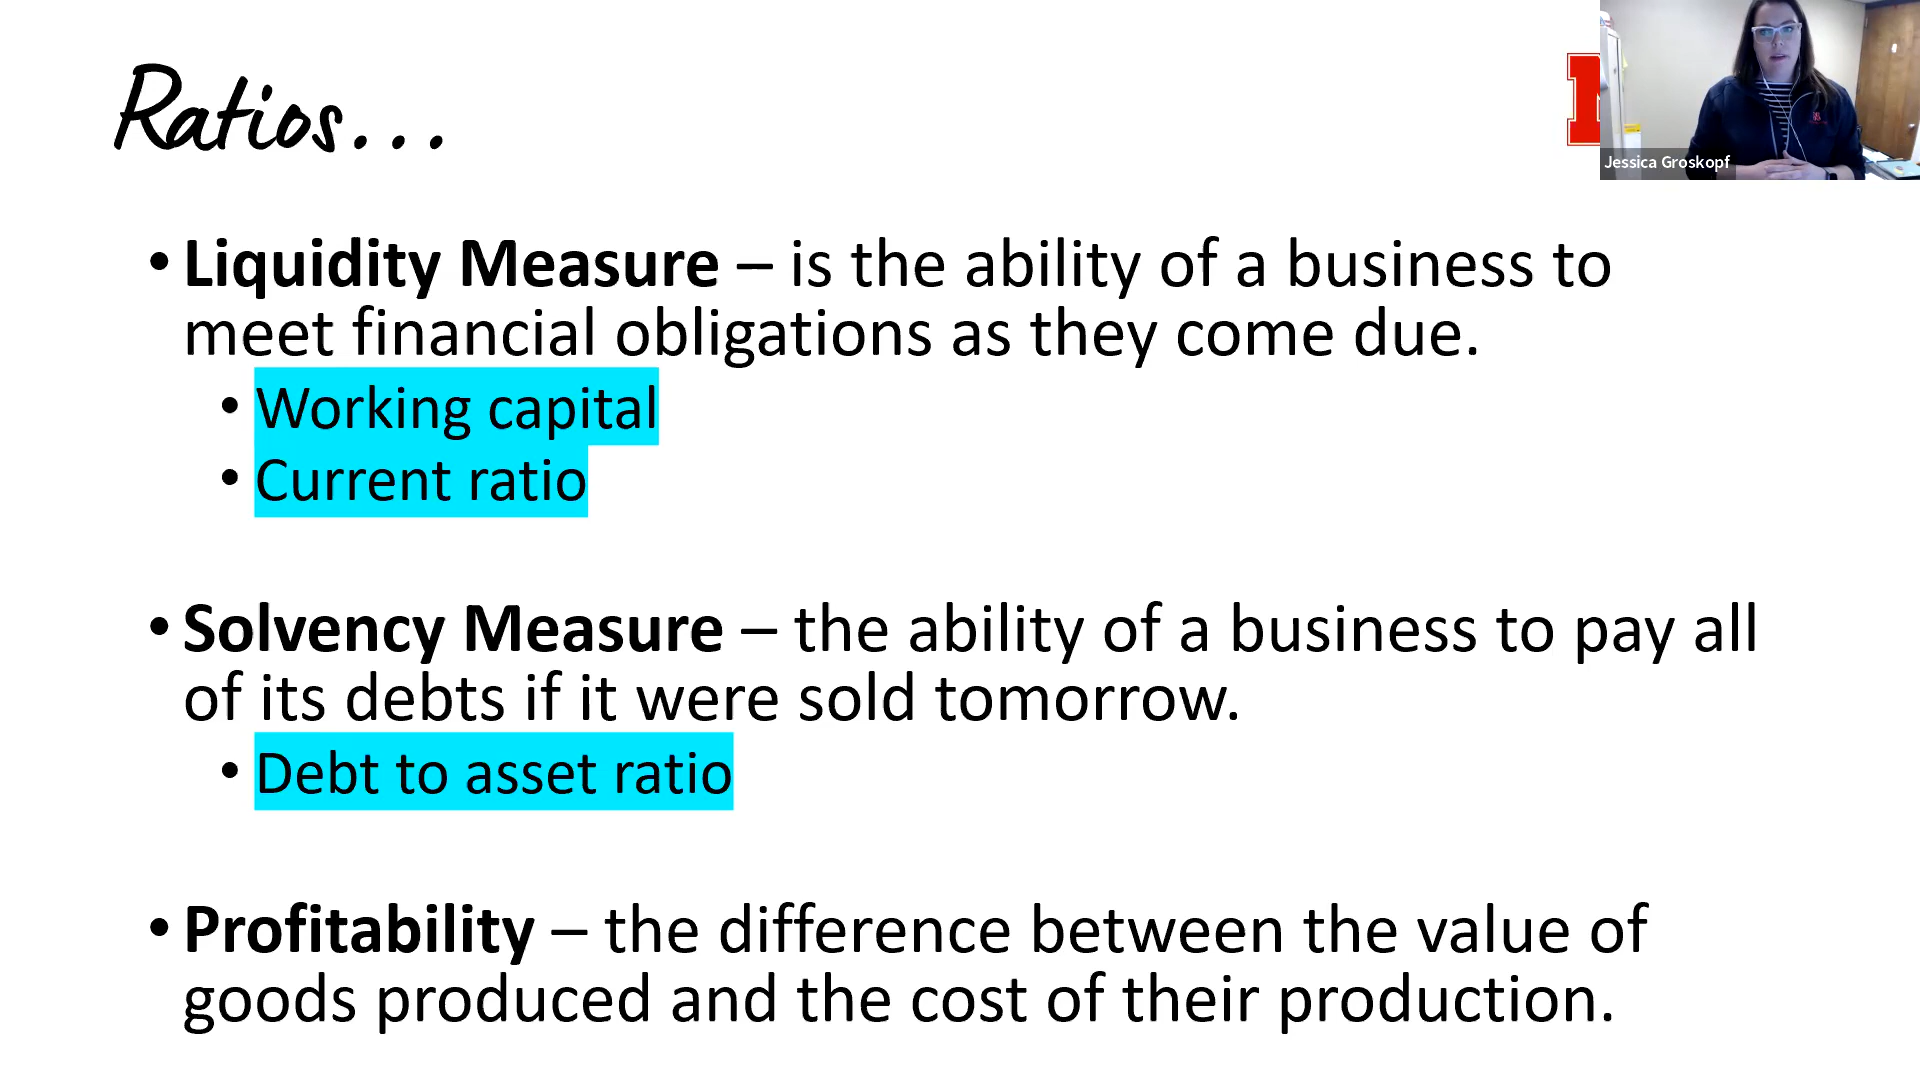 Ratios...
Jessica Groskopf
• Liquidity Measure – is the ability of a business to
meet financial obligations as they come due.
• Working capital
• Current ratio
• Solvency Measure – the ability of a business to pay all
of its debts if it were sold tomorrow.
• Debt to asset ratio
• Profitability – the difference between the value of
goods produced and the cost of their production.